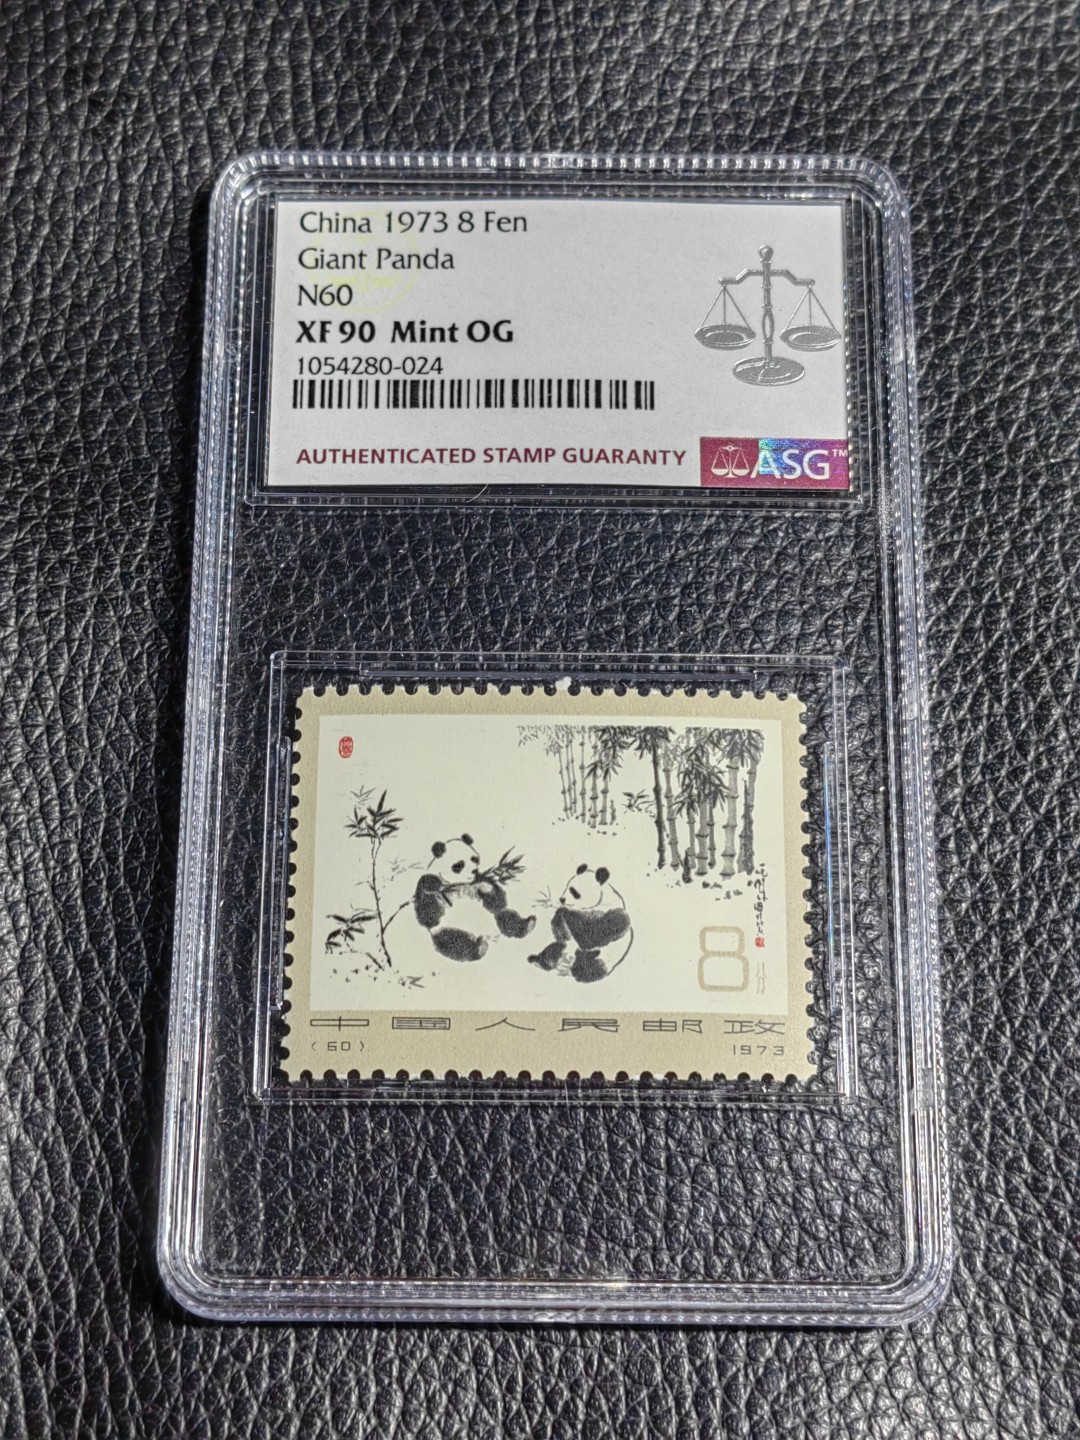 China 1973 8 Fen
Giant Panda
N60
XF 90 Mint OG
1054280-024
AUTHENTICATED STAMP GUARANTY
ASG™
8分
中国人民邮政
(60)
1973